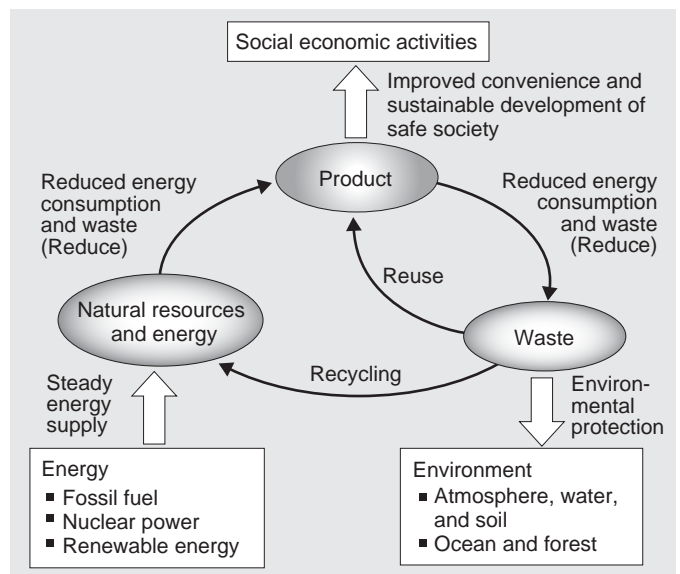 Social economic activities
Improved convenience and
sustainable development of
safe society
Product
Reduced energy
consumption
and waste
(Reduce)
Reduced energy
consumption
and waste
(Reduce)
Reuse
Natural resources
and energy
Waste
Recycling
Steady
energy
supply
Environ-
mental
protection
Energy
▪ Fossil fuel
▪ Nuclear power
▪ Renewable energy
Environment
▪ Atmosphere, water,
and soil
▪ Ocean and forest